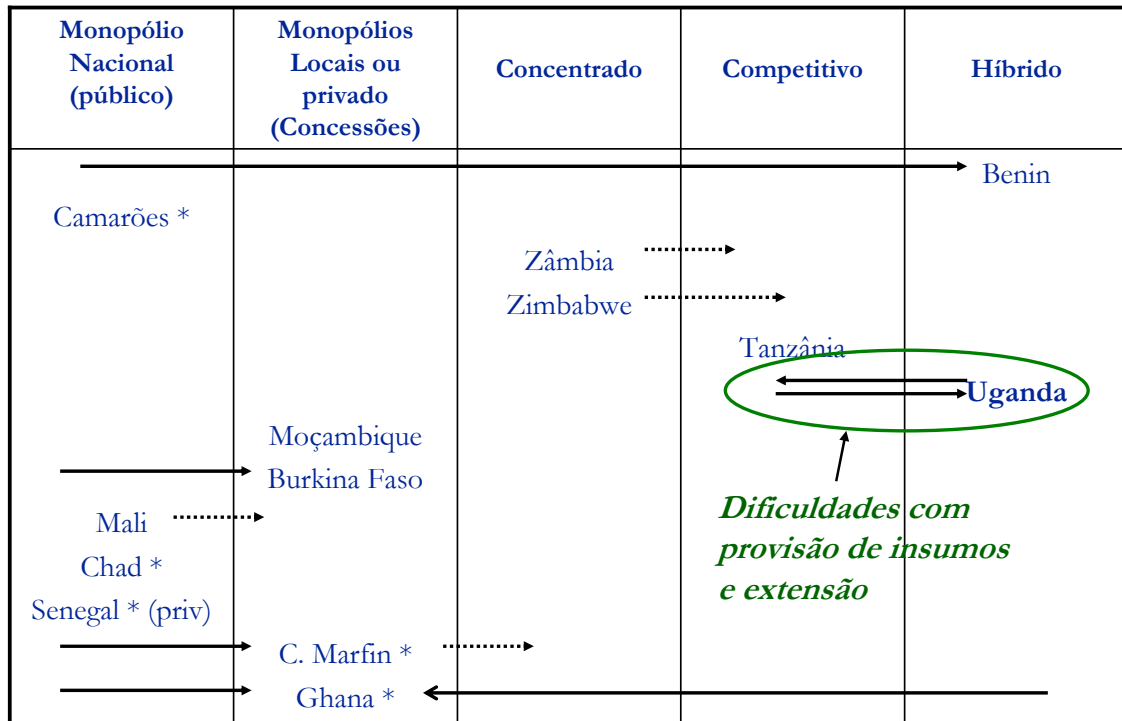 Monopólio
Nacional
(público)
Monopólios
Locais ou
privado
(Concessões)
Concentrado
Competitivo
Híbrido
Benin
Camarões *
Zâmbia
Zimbabwe
Tanzânia
Uganda
Moçambique
Burkina Faso
Mali
Chad *
Senegal * (priv)
Dificuldades com
provisão de insumos
e extensão
C. Marfin *
Ghana *